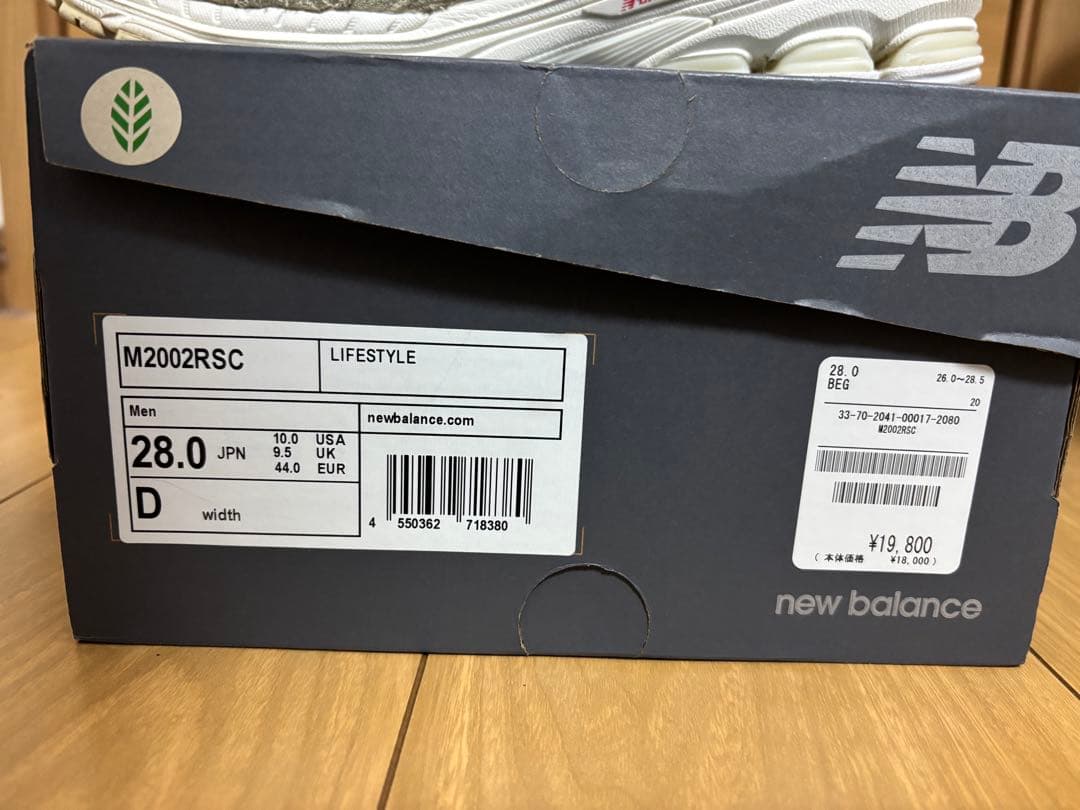 NB
M2002RSC
LIFESTYLE
Men
newbalance.com
28.0 JPN
10.0 USA
9.5 UK
44.0 EUR
D width
4 550362 718380
28.0
BEG
26.0~28.5
20
33-70-2041-00017-2080
M2002RSC
¥19,800
(本体価格 ¥18,000)
new balance